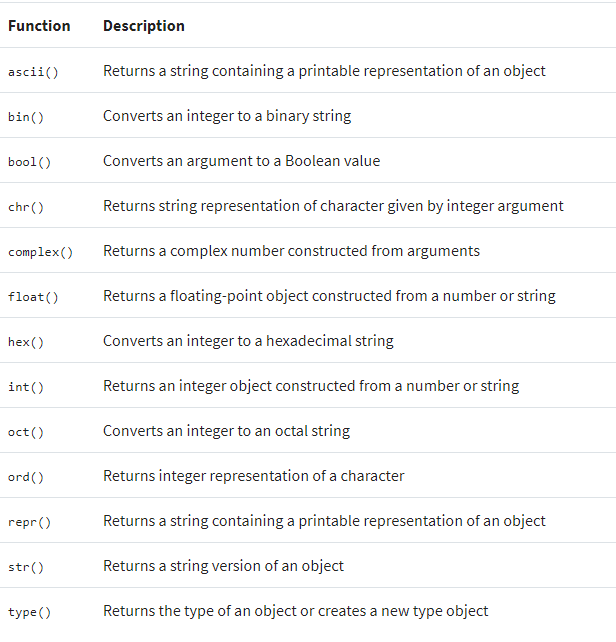 Function Description
ascii() Returns a string containing a printable representation of an object
bin() Converts an integer to a binary string
bool() Converts an argument to a Boolean value
chr() Returns string representation of character given by integer argument
complex() Returns a complex number constructed from arguments
float() Returns a floating-point object constructed from a number or string
hex() Converts an integer to a hexadecimal string
int() Returns an integer object constructed from a number or string
oct() Converts an integer to an octal string
ord() Returns integer representation of a character
repr() Returns a string containing a printable representation of an object
str() Returns a string version of an object
type() Returns the type of an object or creates a new type object